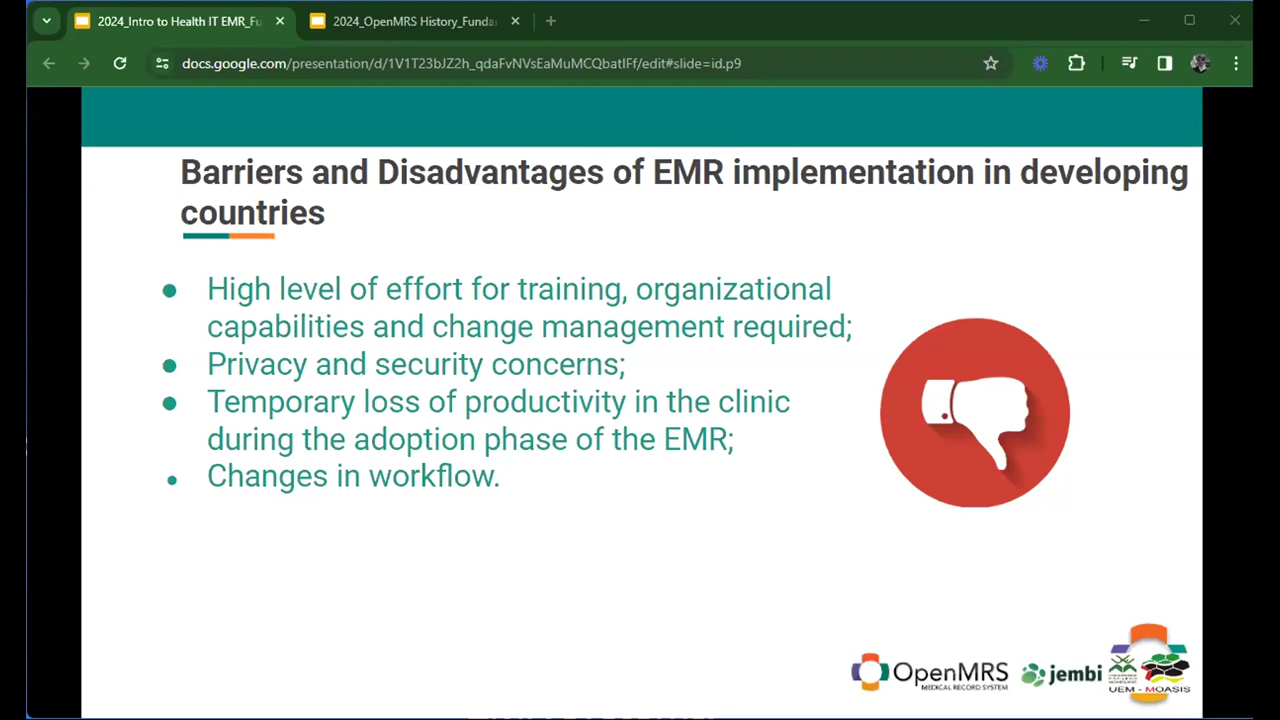 2024_Intro to Health IT EMR_Fu
2024_OpenMRS History_Funda
docs.google.com/presentation/d/1V1T23bJZ2h_qdaFvNVsEaMuMCQbatlFf/edit#slide=id.p9
Barriers and Disadvantages of EMR implementation in developing
countries
● High level of effort for training, organizational
capabilities and change management required;
● Privacy and security concerns;
● Temporary loss of productivity in the clinic
during the adoption phase of the EMR;
● Changes in workflow.
OpenMRS
MEDICAL RECORD SYSTEM
jembi
UEM - MOASIS